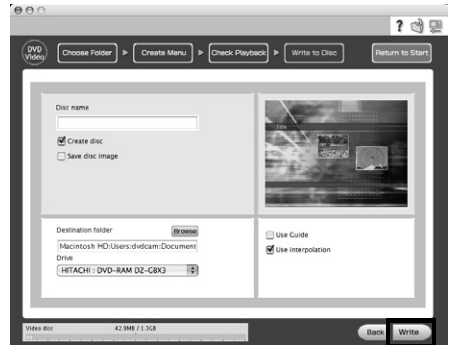 ?
DVD Video
Choose Folder
Create Menu
Check Playback
Write to Disc
Return to Start
Disc name
Create disc
Save disc image
Title
Destination folder
Browse
Macintosh HD:Users:dvdcam:Document
Drive
HITACHI : DVD-RAM DZ-GBX3
Use Guide
Use interpolation
Video disc
42.9MB / 1.3GB
Back
Write